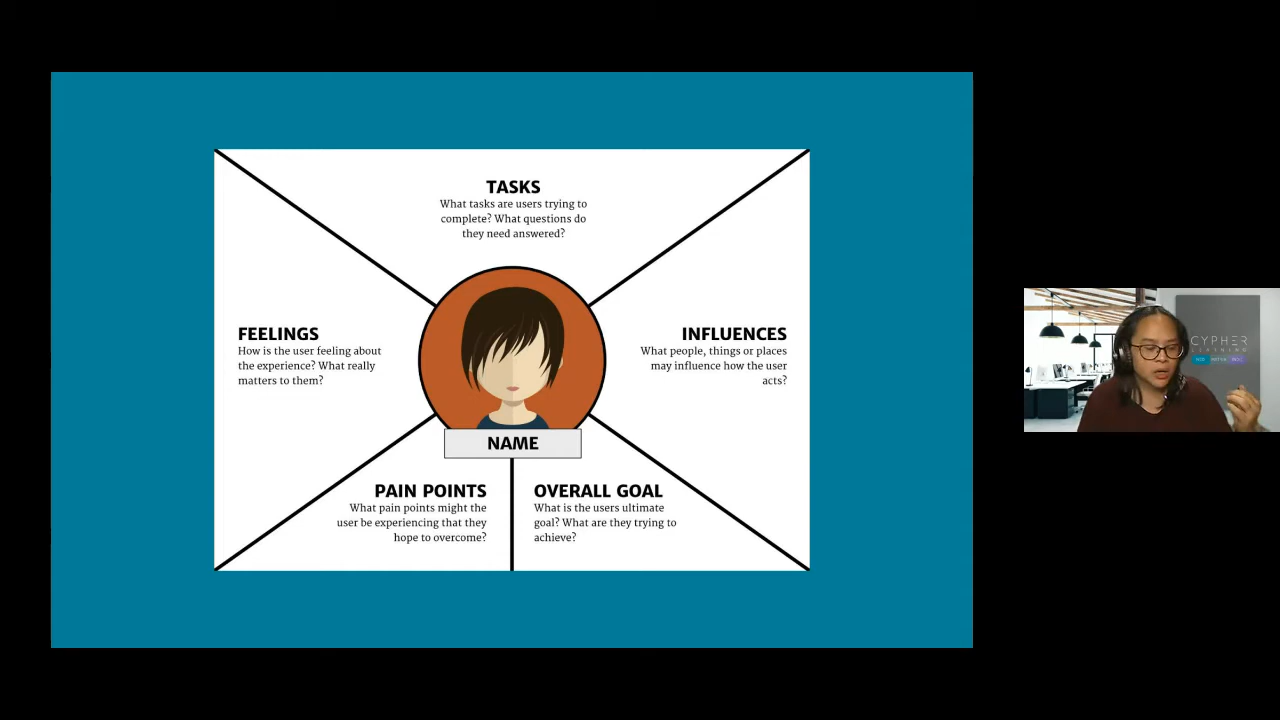 TASKS
What tasks are users trying to
complete? What questions do
they need answered?
FEELINGS
How is the user feeling about
the experience? What really
matters to them?
INFLUENCES
What people, things or places
may influence how the user
acts?
NAME
PAIN POINTS
What pain points might the
user be experiencing that they
hope to overcome?
OVERALL GOAL
What is the users ultimate
goal? What are they trying to
achieve?
CYPHER
LEARNING